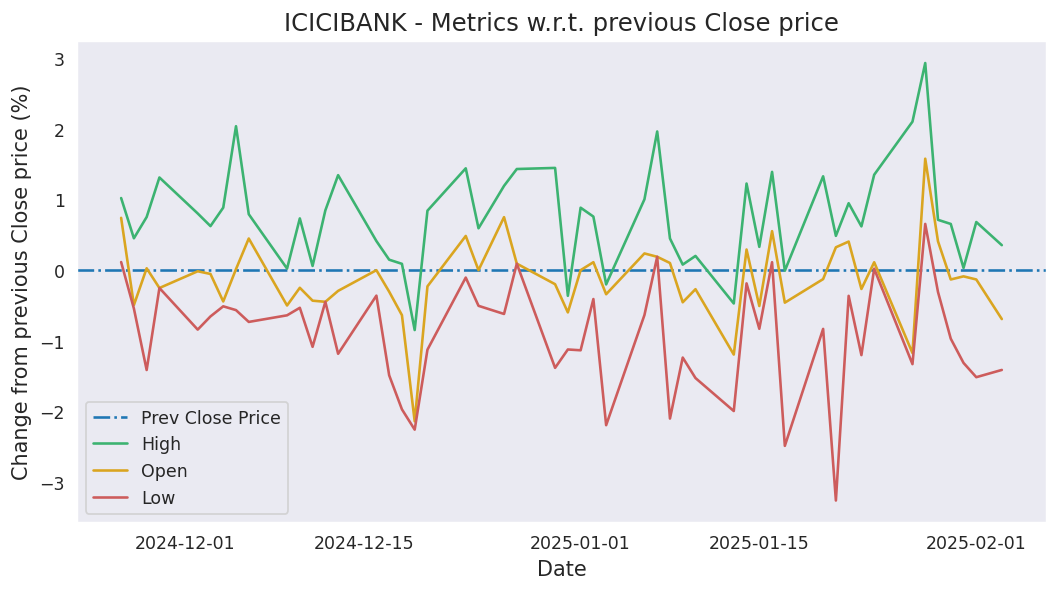 ICICIBANK - Metrics w.r.t. previous Close price
Change from previous Close price (%)
3
2
1
0
−1
−2
−3
Prev Close Price
High
Open
Low
2024-12-01
2024-12-15
2025-01-01
2025-01-15
2025-02-01
Date